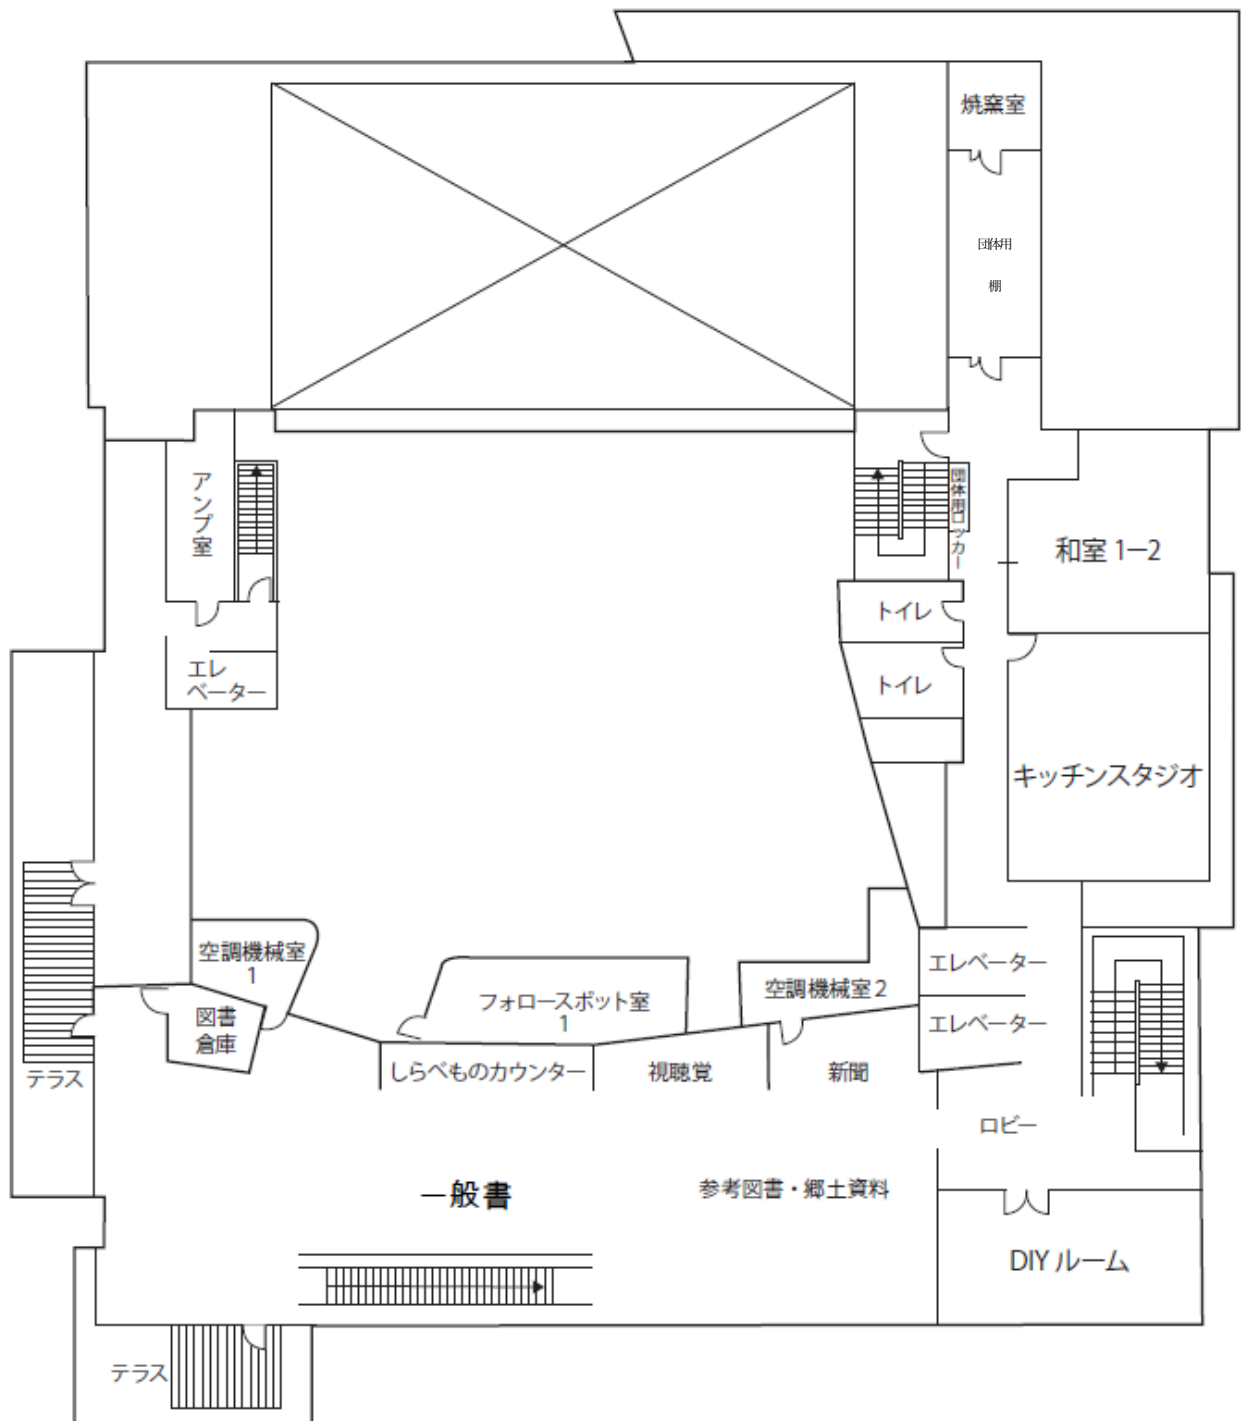 焼窯室
団体用
棚
アンプ室
団体用ロッカー
和室 1ー2
トイレ
エレ
ベーター
トイレ
キッチンスタジオ
空調機械室
1
エレベーター
フォロースポット室
1
空調機械室 2
図書
倉庫
エレベーター
テラス
しらべものカウンター
視聴覚
新聞
ロビー
一般書
参考図書・郷土資料
DIY ルーム
テラス